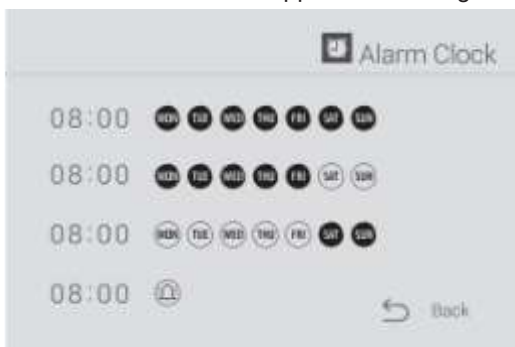 Alarm Clock
08:00 MON TUE WED THU FRI SAT SUN
08:00 MON TUE WED THU FRI SAT SUN
08:00 MON TUE WED THU FRI SAT SUN
08:00
Back